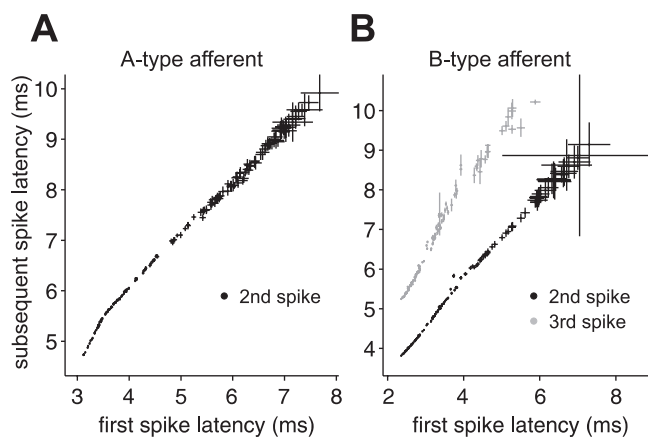 A
A-type afferent
subsequent spike latency (ms)
10
9
8
7
6
5
2nd spike
3 4 5 6 7 8
first spike latency (ms)
B
B-type afferent
10
9
8
7
6
5
4
2nd spike
3rd spike
2 4 6 8
first spike latency (ms)